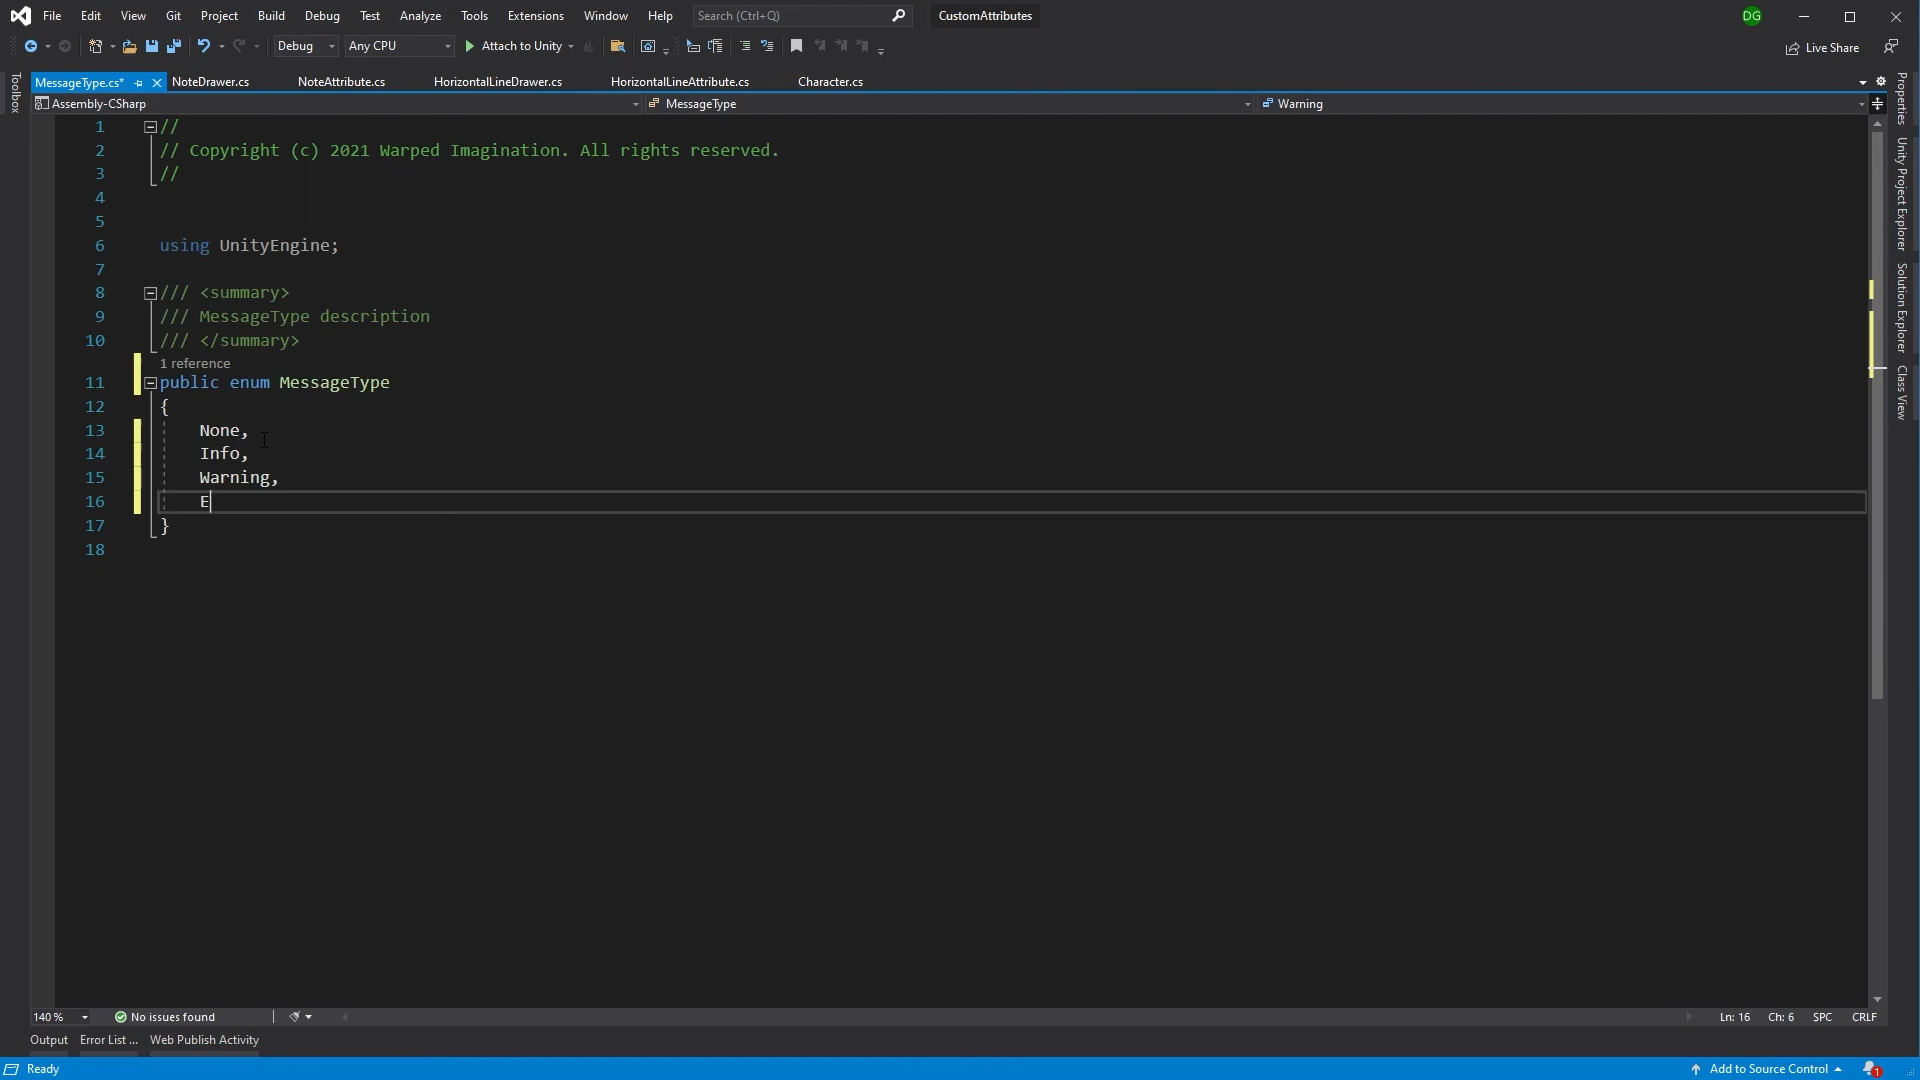 File Edit View Git Project Build Debug Test Analyze Tools Extensions Window Help Search (Ctrl+Q) CustomAttributes DG
Debug Any CPU Attach to Unity Live Share
MessageType.cs* NoteDrawer.cs NoteAttribute.cs HorizontalLineDrawer.cs HorizontalLineAttribute.cs Character.cs
Assembly-CSharp MessageType Warning
Toolbox
Properties
Unity Project Explorer
Solution Explorer
Class View
1 //
2 // Copyright (c) 2021 Warped Imagination. All rights reserved.
3 //
4
5
6 using UnityEngine;
7
8 /// <summary>
9 /// MessageType description
10 /// </summary>
1 reference
11 public enum MessageType
12 {
13 None,
14 Info,
15 Warning,
16 E
17 }
18
140 % No issues found Ln: 16 Ch: 6 SPC CRLF
Output Error List ... Web Publish Activity
Ready Add to Source Control 1